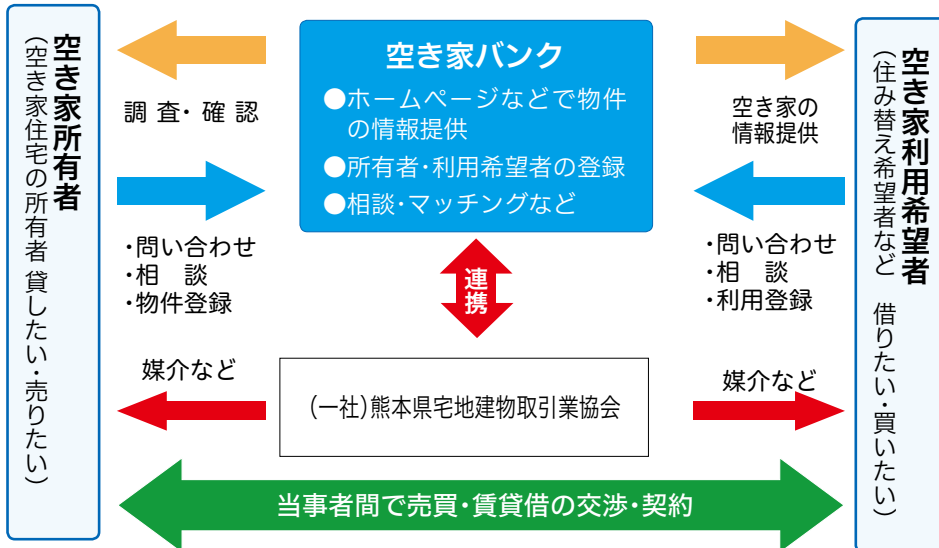 空き家所有者
（空き家住宅の所有者 貸したい・売りたい）
調査・確認
・問い合わせ
・相　談
・物件登録
媒介など
空き家バンク
●ホームページなどで物件
の情報提供
●所有者・利用希望者の登録
●相談・マッチングなど
連携
（一社）熊本県宅地建物取引業協会
当事者間で売買・賃貸借の交渉・契約
空き家の
情報提供
・問い合わせ
・相　談
・利用登録
媒介など
空き家利用希望者
（住み替え希望者など　借りたい・買いたい）